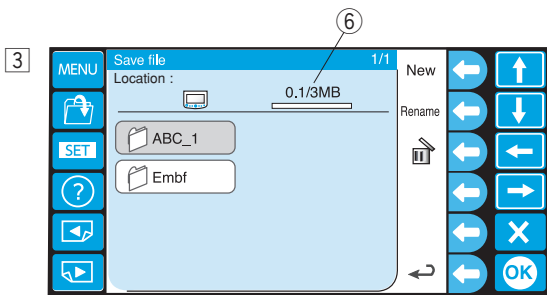 ⑥
3
MENU
Save file 1/1
Location :
0.1/3MB
New
Rename
SET
ABC_1
Embf
?
X
OK